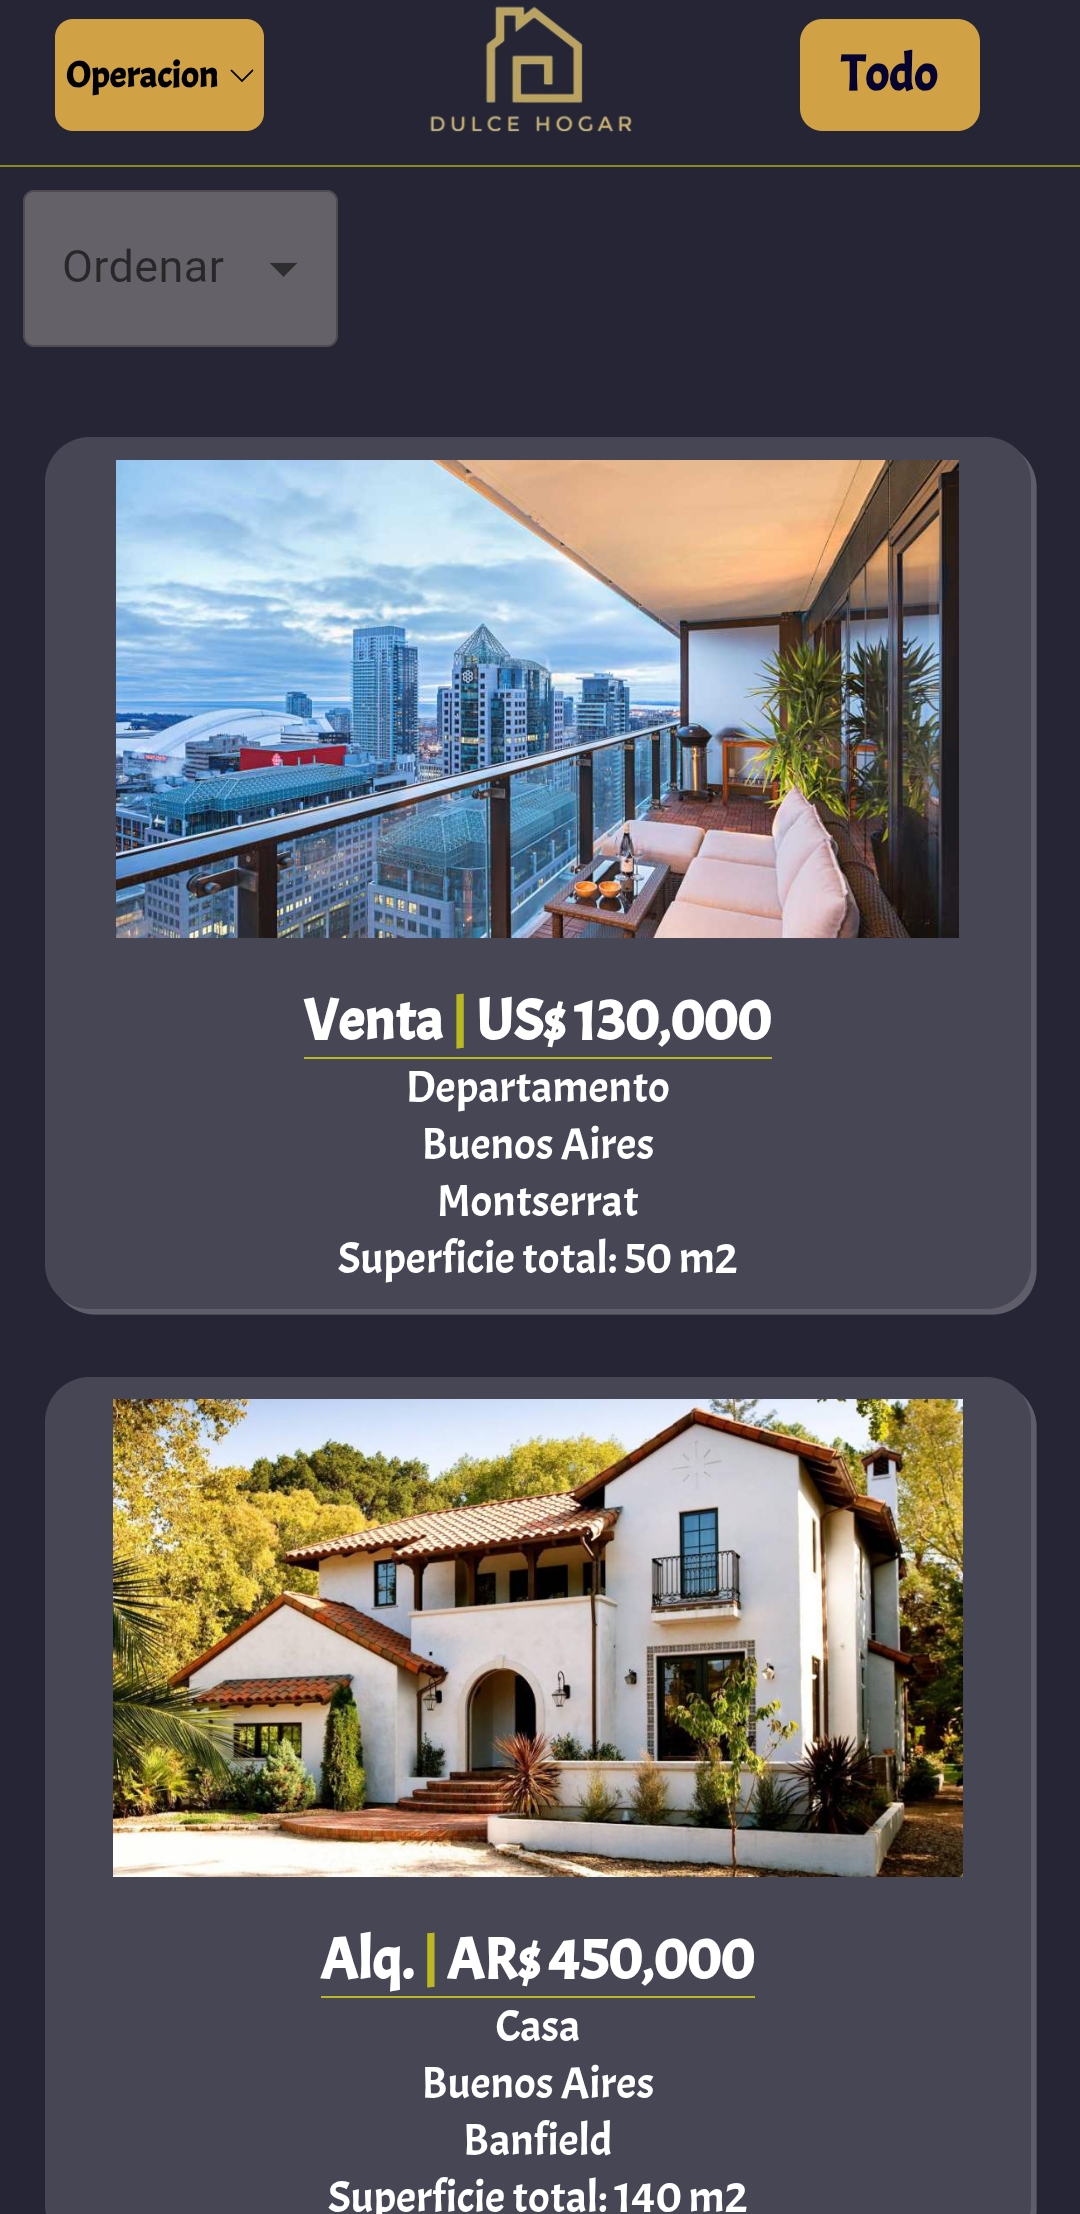 Operacion
DULCE HOGAR
Todo
Ordenar
Venta | US$ 130,000
Departamento
Buenos Aires
Montserrat
Superficie total: 50 m2
Alq. | AR$ 450,000
Casa
Buenos Aires
Banfield
Superficie total: 140 m2